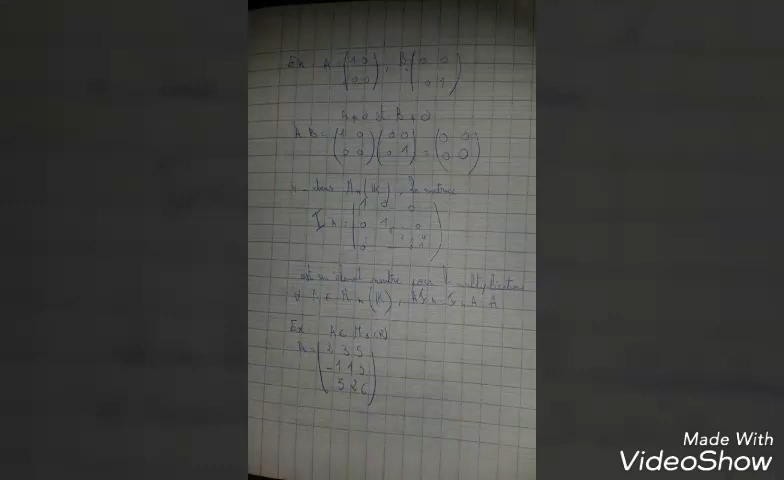 Ex: A = (1 0 0 0), B = (0 0 0 1)
A ≠ 0 et B ≠ 0
AB = (1 0 0 0) (0 0 0 1) = (0 0 0 0)
dans Mn(K), la matrice
In = (1 0 0 0 1 0 0 1)
est un élément neutre pour la multiplication
∀ A ∈ Mn(K), A In = In A = A
Ex A ∈ M3(R)
A = (2 3 5
-1 1 2
5 2 6)
Made With
VideoShow